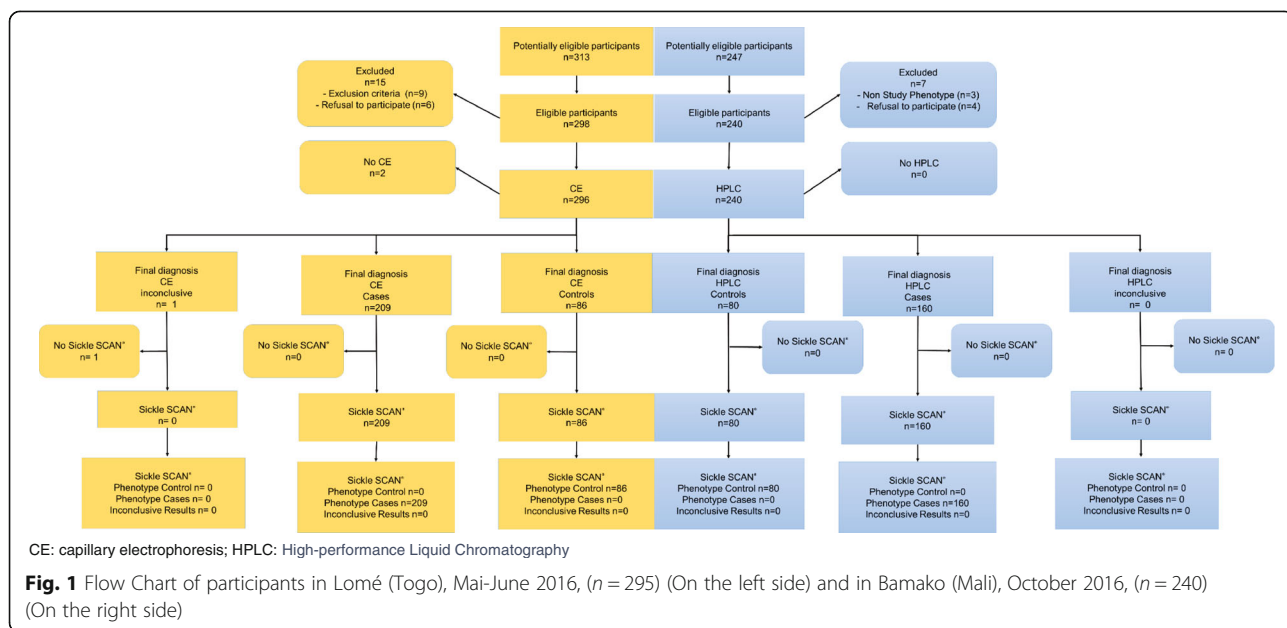 Potentially eligible participants
n=313
Potentially eligible participants
n=247
Excluded
n=15
- Exclusion criteria (n=9)
- Refusal to participate (n=6)
Excluded
n=7
- Non Study Phenotype (n=3)
- Refusal to participate (n=4)
Eligible participants
n=298
Eligible participants
n=240
No CE
n=2
No HPLC
n=0
CE
n=296
HPLC
n=240
Final diagnosis
CE
inconclusive
n= 1
Final diagnosis
CE
Cases
n=209
Final diagnosis
CE
Controls
n=86
Final diagnosis
HPLC
Controls
n=80
Final diagnosis
HPLC
Cases
n=160
Final diagnosis
HPLC
inconclusive
n= 0
No Sickle SCAN®
n= 1
No Sickle SCAN®
n=0
No Sickle SCAN®
n=0
No Sickle SCAN®
n=0
No Sickle SCAN®
n=0
No Sickle SCAN®
n= 0
Sickle SCAN®
n= 0
Sickle SCAN®
n=209
Sickle SCAN®
n=86
Sickle SCAN®
n=80
Sickle SCAN®
n=160
Sickle SCAN®
n= 0
Sickle SCAN®
Phenotype Control n= 0
Phenotype Cases n= 0
Inconclusive Results n= 0
Sickle SCAN®
Phenotype Control n=0
Phenotype Cases n=209
Inconclusive Results n=0
Sickle SCAN®
Phenotype Control n=86
Phenotype Cases n=0
Inconclusive Results n=0
Sickle SCAN®
Phenotype Control n=80
Phenotype Cases n=0
Inconclusive Results n=0
Sickle SCAN®
Phenotype Control n=0
Phenotype Cases n=160
Inconclusive Results n=0
Sickle SCAN®
Phenotype Control n= 0
Phenotype Cases n= 0
Inconclusive Results n= 0
CE: capillary electrophoresis; HPLC: High-performance Liquid Chromatography
Fig. 1 Flow Chart of participants in Lomé (Togo), Mai-June 2016, (n = 295) (On the left side) and in Bamako (Mali), October 2016, (n = 240)
(On the right side)